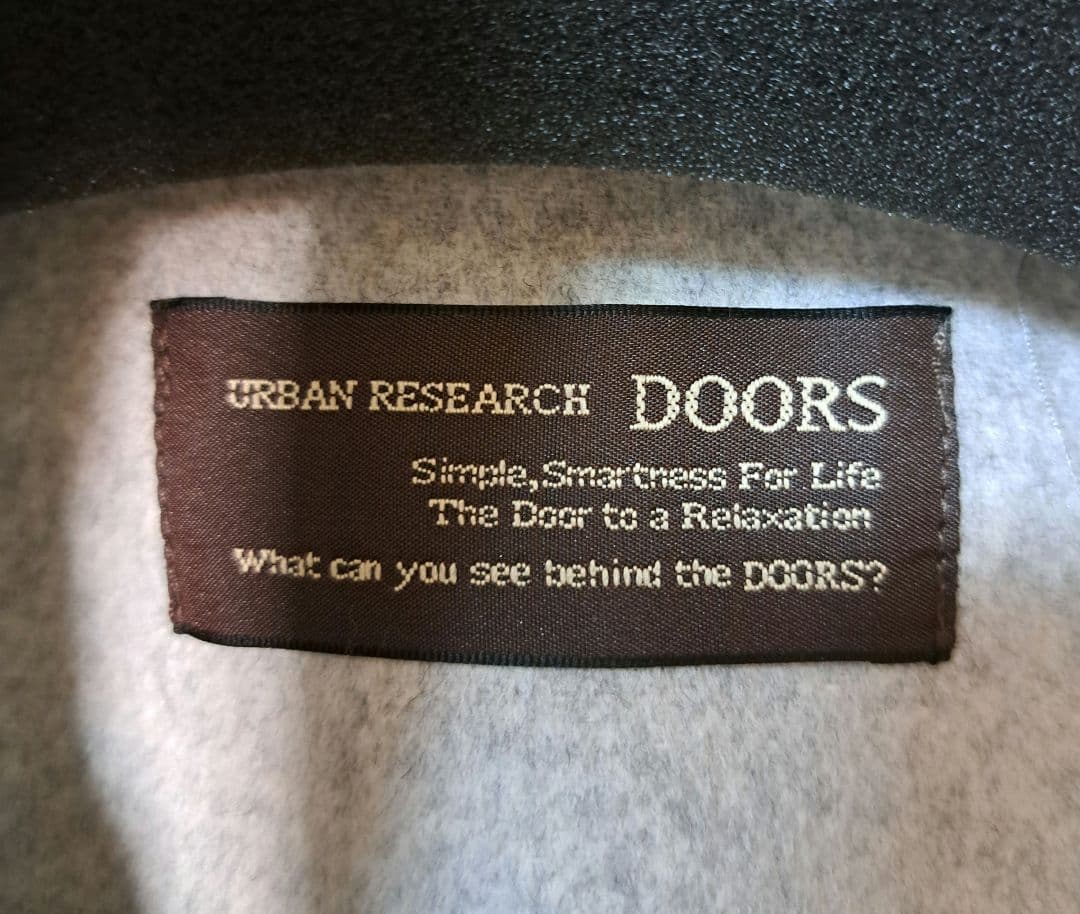 URBAN RESEARCH DOORS
Simple,Smartness For Life
The Door to a Relaxation
What can you see behind the DOORS?